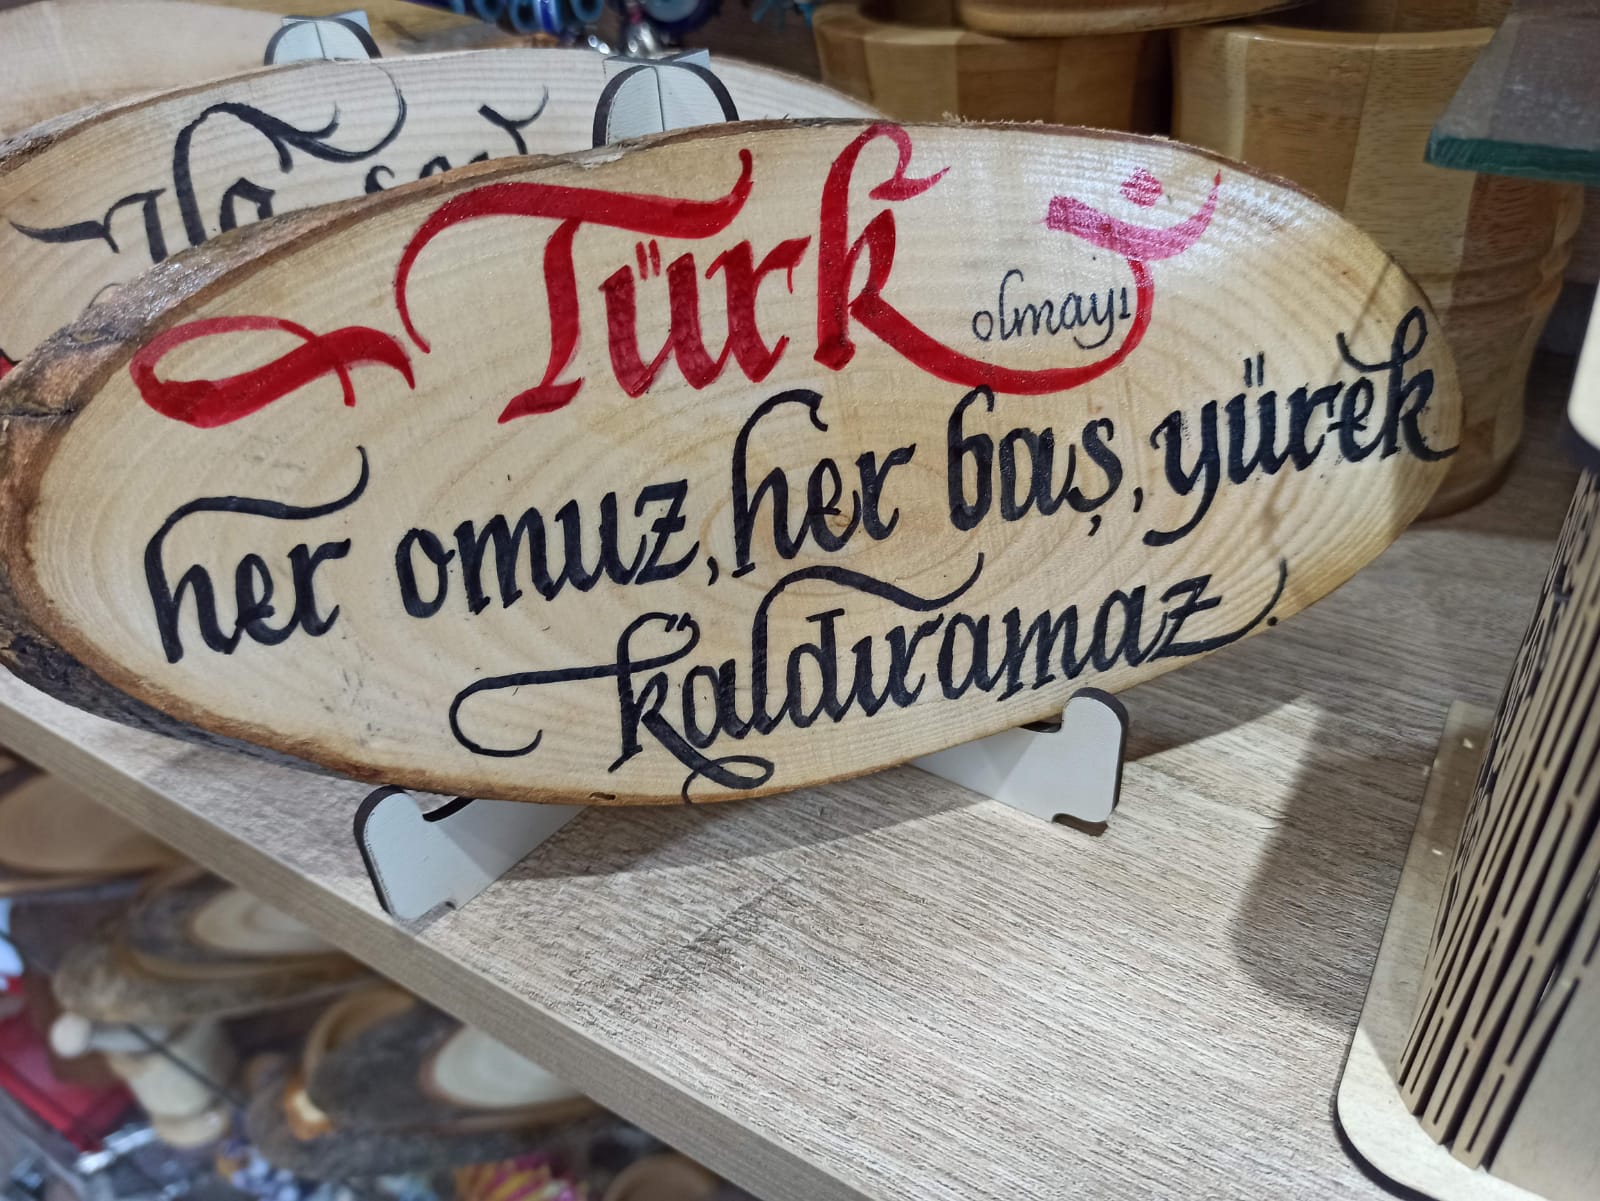 Türk
olmayı
her omuz, her baş, yürek
kaldıramaz.